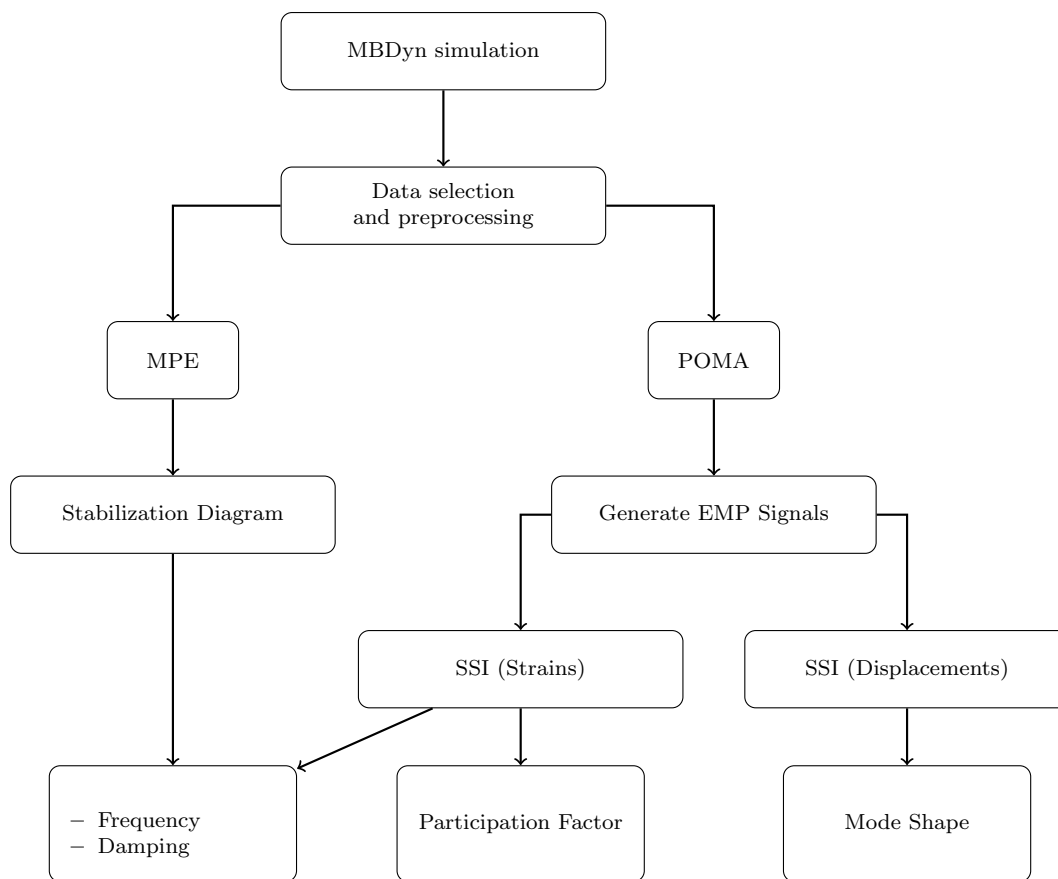 MBDyn simulation
Data selection
and preprocessing
MPE
POMA
Stabilization Diagram
Generate EMP Signals
SSI (Strains)
SSI (Displacements)
– Frequency
– Damping
Participation Factor
Mode Shape